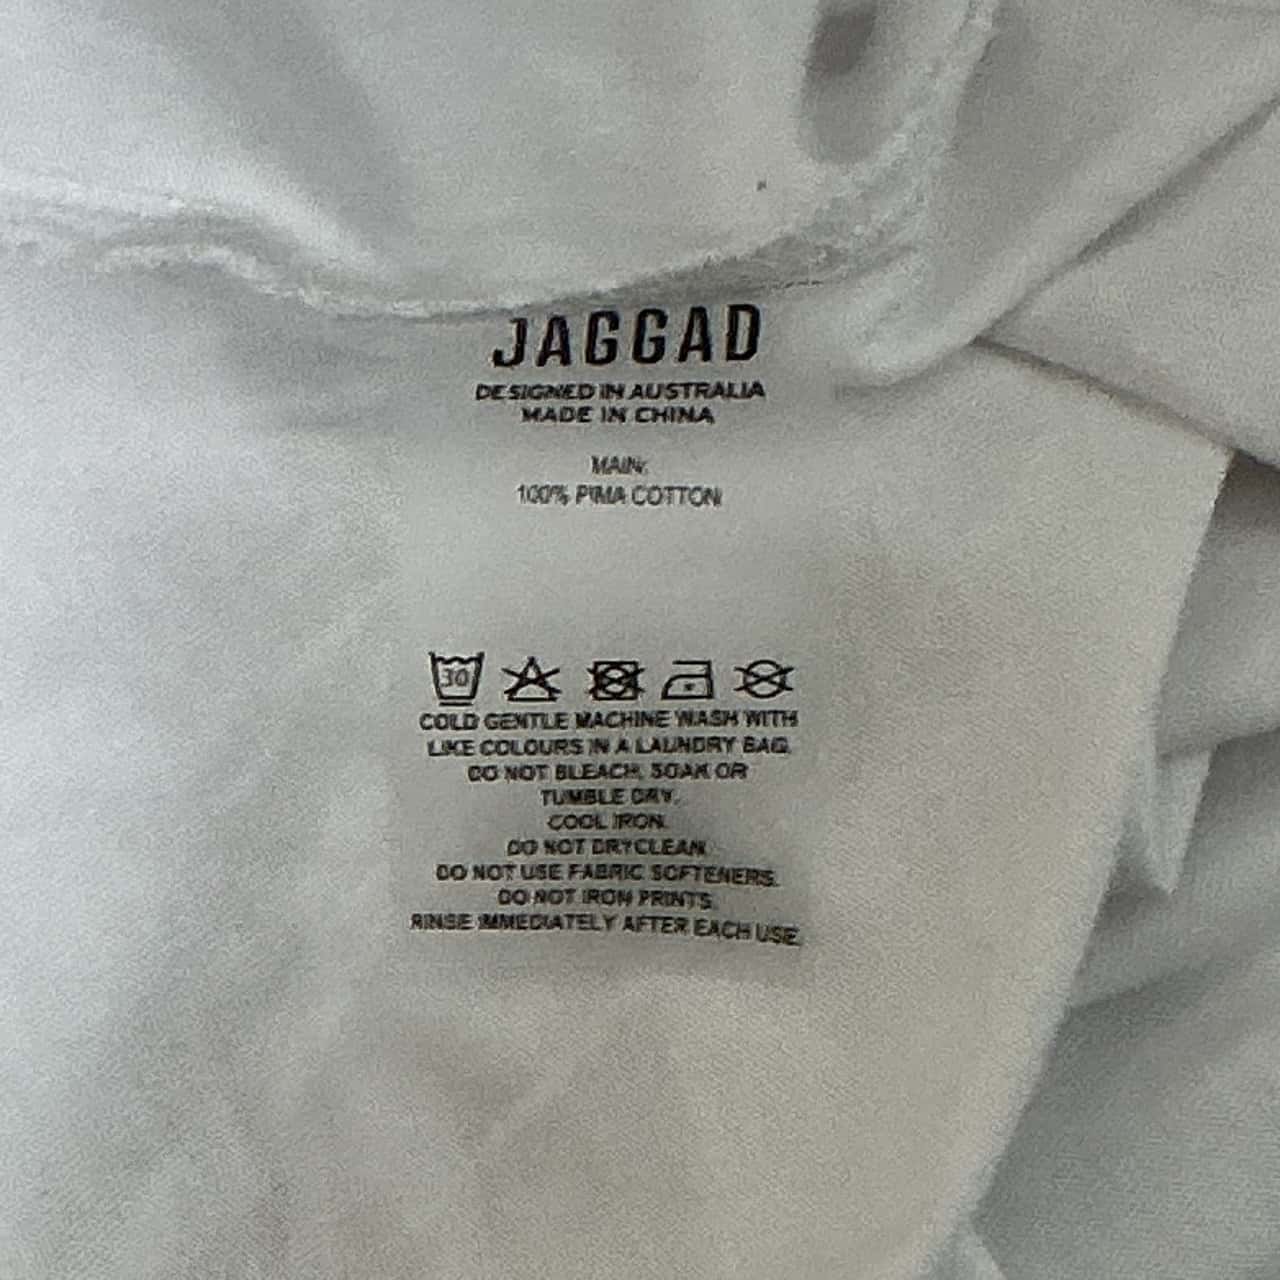 JAGGAD
DESIGNED IN AUSTRALIA
MADE IN CHINA
MAIN:
100% PIMA COTTON
30
COLD GENTLE MACHINE WASH WITH
LIKE COLOURS IN A LAUNDRY BAG.
DO NOT BLEACH, SOAK OR
TUMBLE DRY.
COOL IRON.
DO NOT DRYCLEAN.
DO NOT USE FABRIC SOFTENERS.
DO NOT IRON PRINTS.
RINSE IMMEDIATELY AFTER EACH USE.